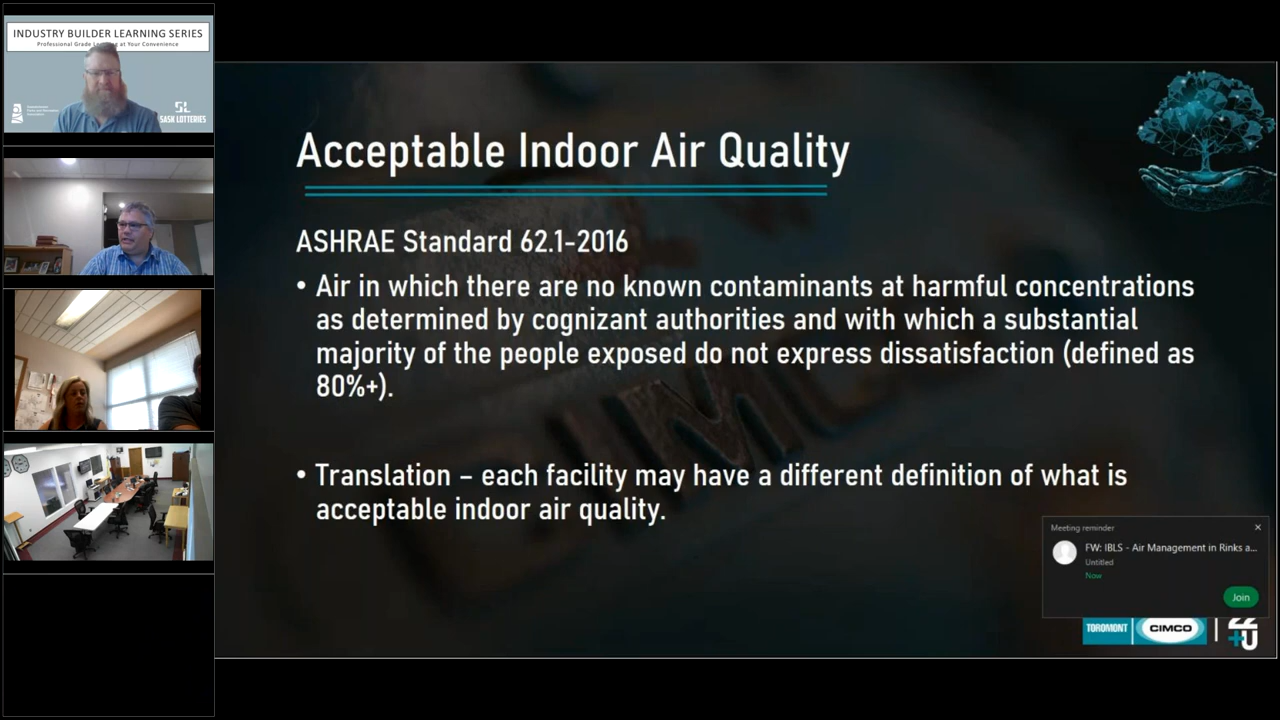 INDUSTRY BUILDER LEARNING SERIES
Professional Grade at Your Convenience
SL
SASK LOTTERIES
Acceptable Indoor Air Quality
ASHRAE Standard 62.1-2016
• Air in which there are no known contaminants at harmful concentrations
as determined by cognizant authorities and with which a substantial
majority of the people exposed do not express dissatisfaction (defined as
80%+).
• Translation – each facility may have a different definition of what is
acceptable indoor air quality.
Meeting reminder
FW: IBLS - Air Management in Rinks a...
Untitled
Now
Join
TOROMONT CIMCO